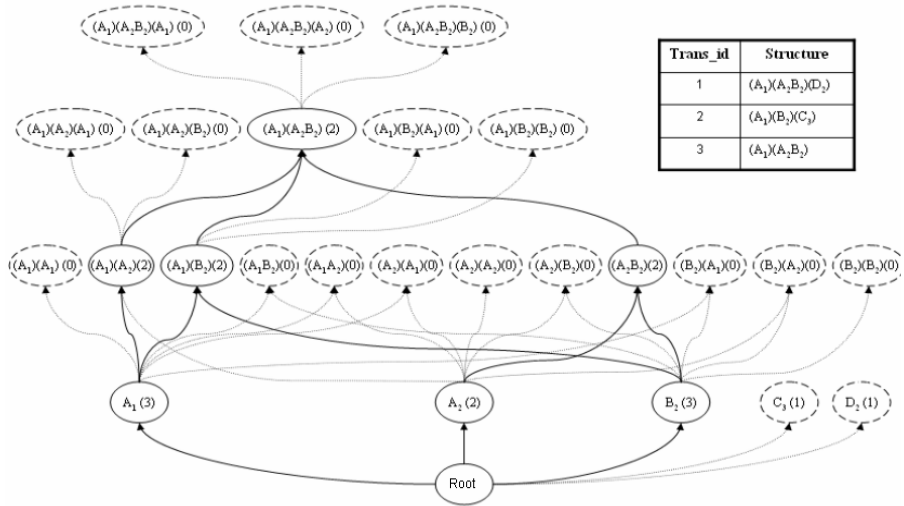 (A₁)(A₂B₂)(A₁) (0) (A₁)(A₂B₂)(A₂) (0) (A₁)(A₂B₂)(B₂) (0)
Trans_id Structure
1 (A₁)(A₂B₂)(D₂)
2 (A₁)(B₂)(C₃)
3 (A₁)(A₂B₂)
(A₁)(A₂)(A₁) (0) (A₁)(A₂)(B₂) (0) (A₁)(A₂B₂) (2) (A₁)(B₂)(A₁) (0) (A₁)(B₂)(B₂) (0)
(A₁)(A₁) (0) (A₁)(A₂)(2) (A₁)(B₂)(2) (A₁B₂)(0) (A₁A₂)(0) (A₂)(A₁)(0) (A₂)(A₂)(0) (A₂)(B₂)(0) (A₂B₂)(2) (B₂)(A₁)(0) (B₂)(A₂)(0) (B₂)(B₂)(0)
A₁ (3) A₂ (2) B₂ (3) C₃ (1) D₂ (1)
Root